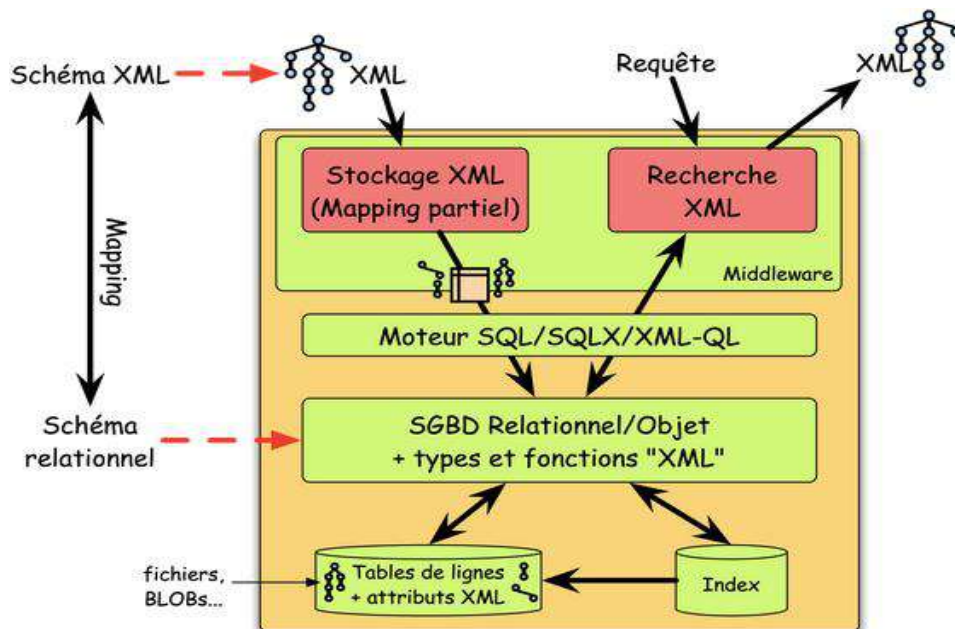 Schéma XML
XML
Requête
XML
Stockage XML
(Mapping partiel)
Recherche
XML
Mapping
Middleware
Moteur SQL/SQLX/XML-QL
Schéma
relationnel
SGBD Relationnel/Objet
+ types et fonctions "XML"
fichiers,
BLOBs...
Tables de lignes
+ attributs XML
Index